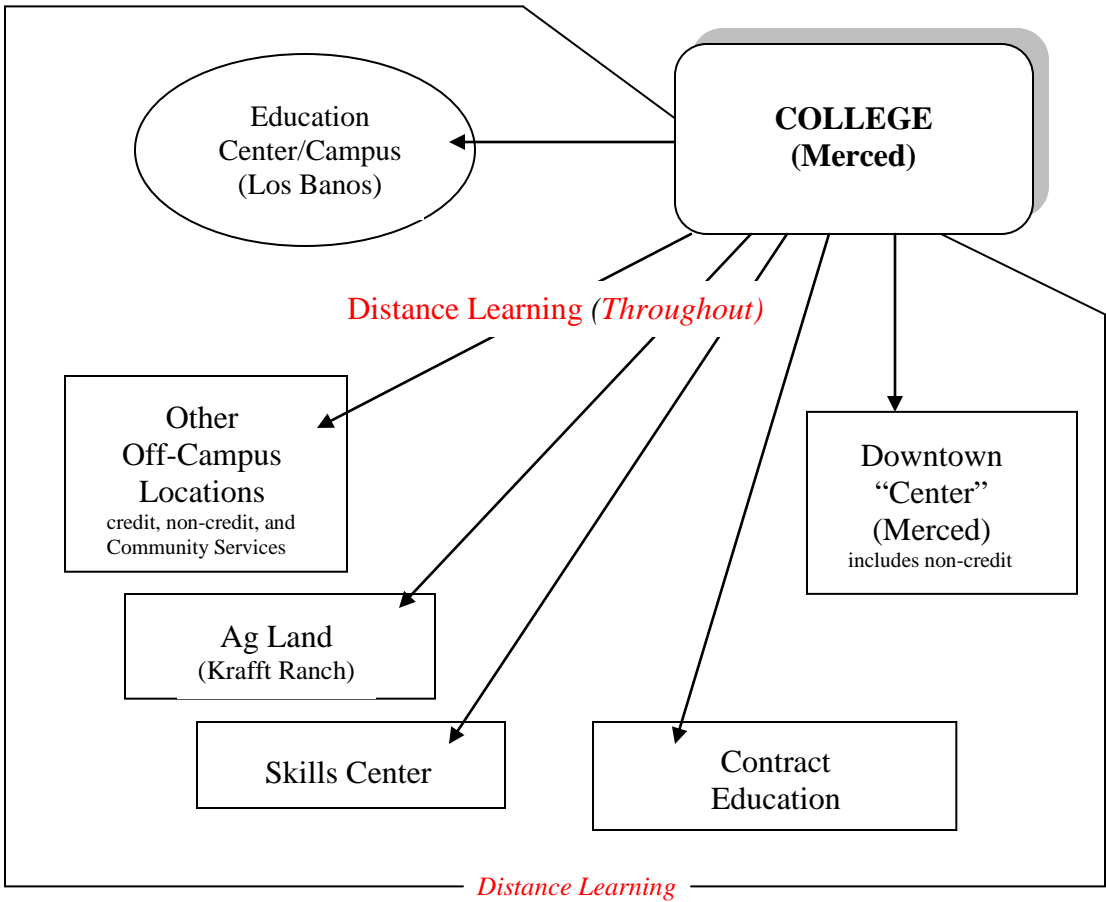 COLLEGE
(Merced)
Education
Center/Campus
(Los Banos)
Distance Learning (Throughout)
Other
Off-Campus
Locations
credit, non-credit, and
Community Services
Downtown
“Center”
(Merced)
includes non-credit
Ag Land
(Krafft Ranch)
Skills Center
Contract
Education
Distance Learning